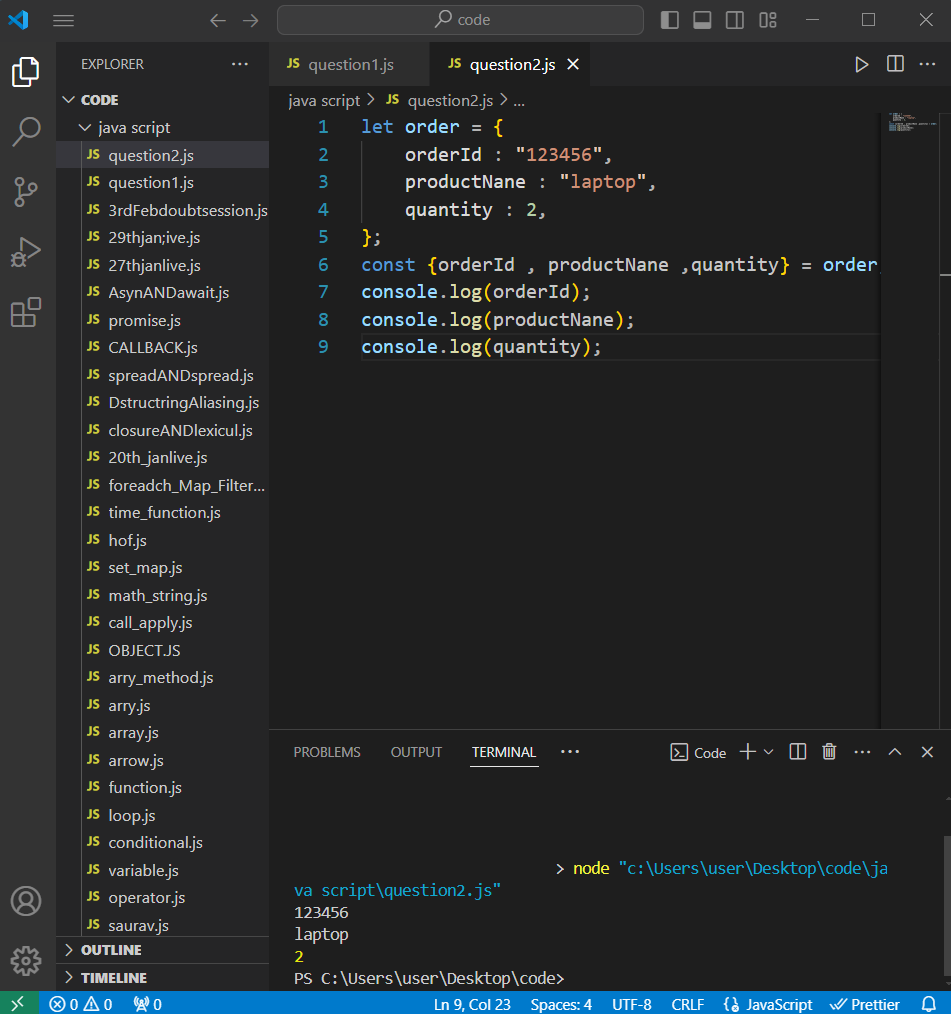 code
EXPLORER
CODE
java script
JS question2.js
JS question1.js
JS 3rdFebdoubtsession.js
JS 29thjan;ive.js
JS 27thjanlive.js
JS AsynANDawait.js
JS promise.js
JS CALLBACK.js
JS spreadANDspread.js
JS DstructringAliasing.js
JS closureANDlexicul.js
JS 20th_janlive.js
JS foreadch_Map_Filter...
JS time_function.js
JS hof.js
JS set_map.js
JS math_string.js
JS call_apply.js
JS OBJECT.JS
JS arry_method.js
JS arry.js
JS array.js
JS arrow.js
JS function.js
JS loop.js
JS conditional.js
JS variable.js
JS operator.js
JS saurav.js
OUTLINE
TIMELINE
JS question1.js JS question2.js
java script > JS question2.js > ...
1 let order = {
2 orderId : "123456",
3 productNane : "laptop",
4 quantity : 2,
5 };
6 const {orderId , productNane ,quantity} = order
7 console.log(orderId);
8 console.log(productNane);
9 console.log(quantity);
PROBLEMS OUTPUT TERMINAL ··· Code
> node "c:\Users\user\Desktop\code\ja
va script\question2.js"
123456
laptop
2
PS C:\Users\user\Desktop\code>
0 0 0 Ln 9, Col 23 Spaces: 4 UTF-8 CRLF {} JavaScript Prettier